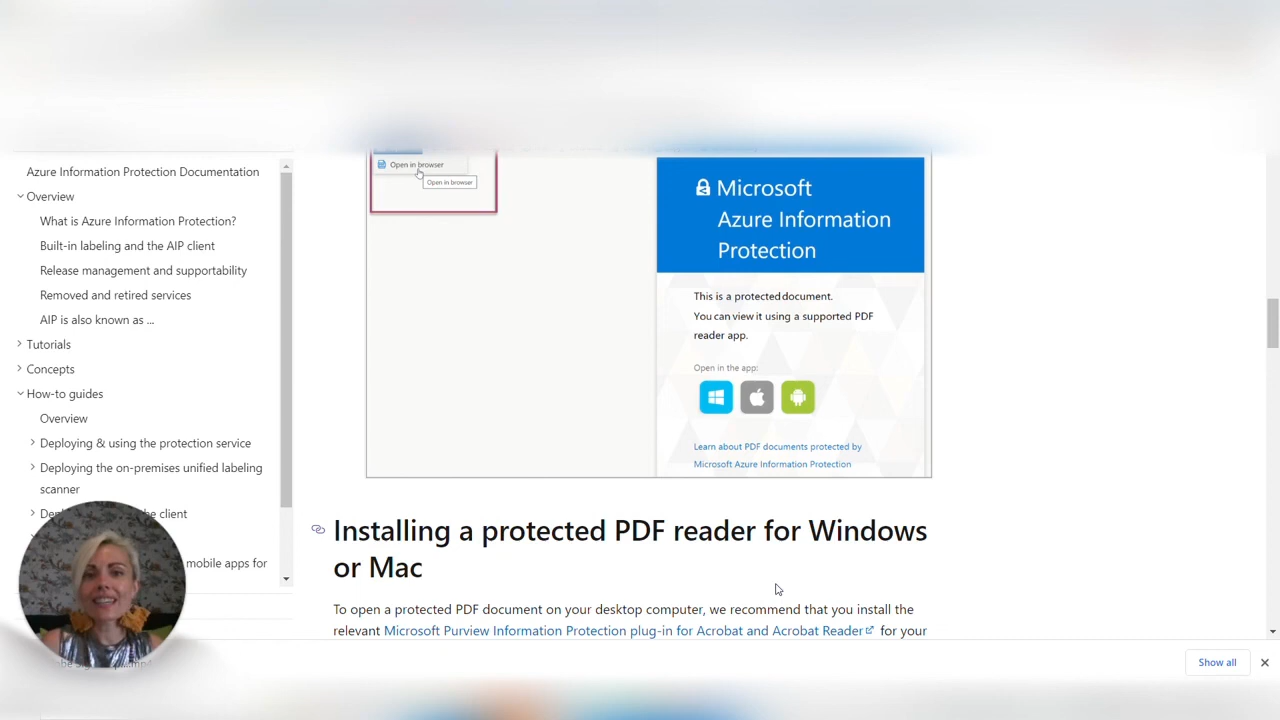 Azure Information Protection Documentation
Overview
What is Azure Information Protection?
Built-in labeling and the AIP client
Release management and supportability
Removed and retired services
AIP is also known as ...
Tutorials
Concepts
How-to guides
Overview
Deploying & using the protection service
Deploying the on-premises unified labeling
scanner
the client
mobile apps for
Open in browser
Open in browser
Microsoft
Azure Information
Protection
This is a protected document.
You can view it using a supported PDF
reader app.
Open in the app:
Learn about PDF documents protected by
Microsoft Azure Information Protection
Installing a protected PDF reader for Windows
or Mac
To open a protected PDF document on your desktop computer, we recommend that you install the
relevant Microsoft Purview Information Protection plug-in for Acrobat and Acrobat Reader for your
Show all